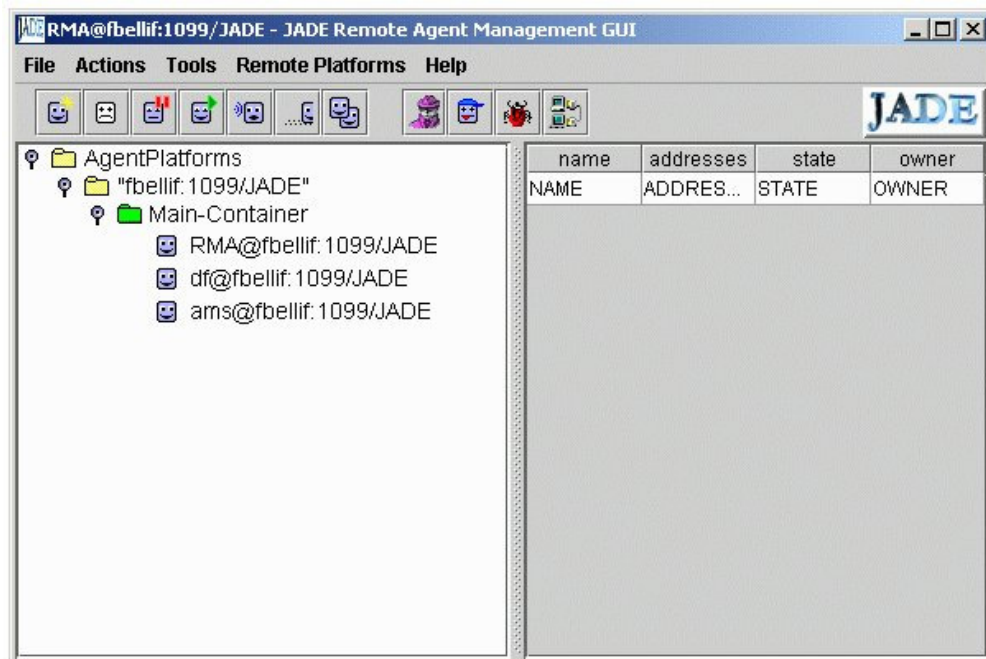 RMA@fbellif:1099/JADE - JADE Remote Agent Management GUI
File Actions Tools Remote Platforms Help
JADE
AgentPlatforms
"fbellif:1099/JADE"
Main-Container
RMA@fbellif:1099/JADE
df@fbellif:1099/JADE
ams@fbellif:1099/JADE
name addresses state owner
NAME ADDRES... STATE OWNER